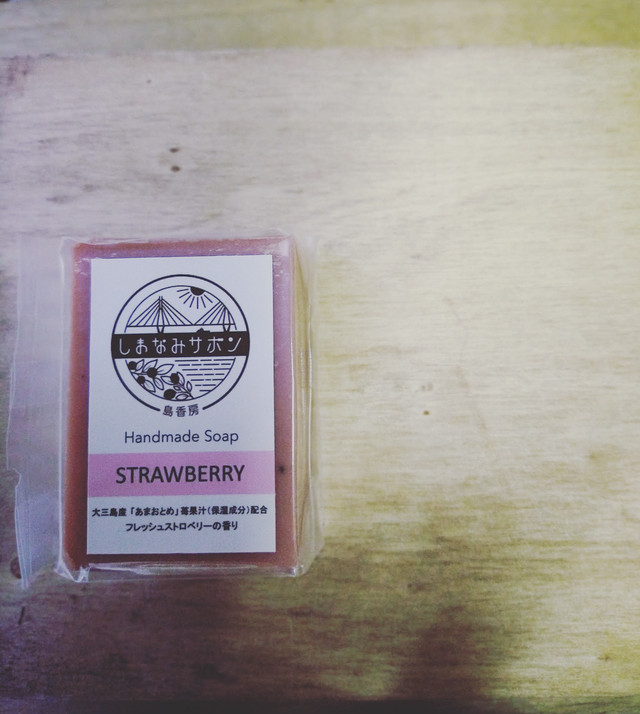 しまなみサボン
島香房
Handmade Soap
STRAWBERRY
大三島産 「あまおとめ」苺果汁(保湿成分)配合
フレッシュストロベリーの香り